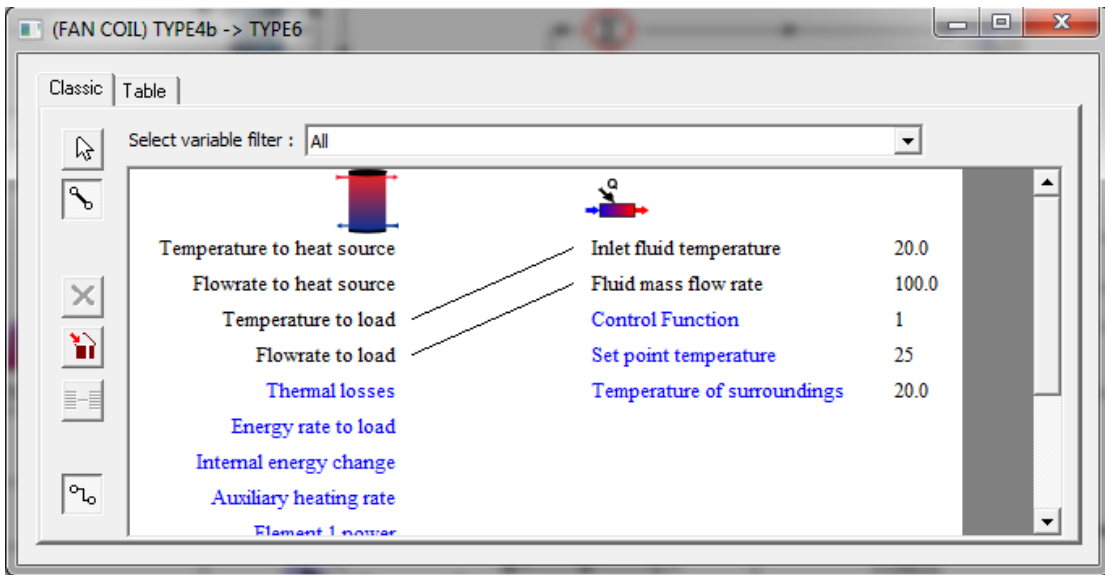 (FAN COIL) TYPE4b -> TYPE6
Classic Table
Select variable filter : All
Q
Temperature to heat source Inlet fluid temperature 20.0
Flowrate to heat source Fluid mass flow rate 100.0
Temperature to load Control Function 1
Flowrate to load Set point temperature 25
Thermal losses Temperature of surroundings 20.0
Energy rate to load
Internal energy change
Auxiliary heating rate
Element 1 power